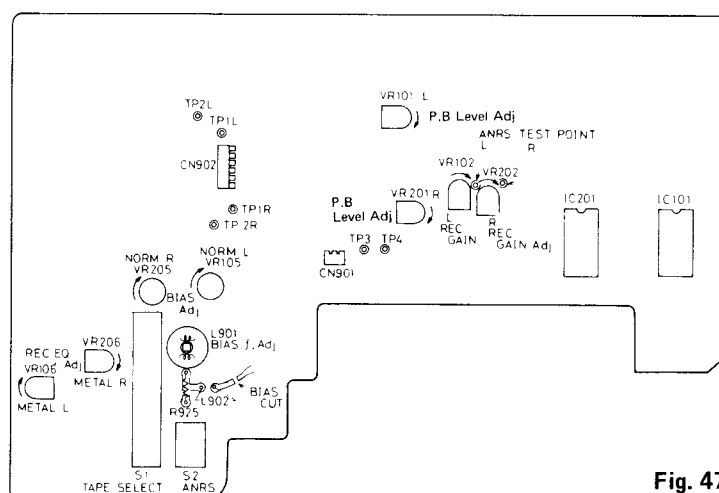 VR101 L
P.B Level Adj
TP2L
TP1L
ANRS TEST POINT
L R
CN902
VR102
VR202
P.B
Level Adj
VR201 R
IC201
IC101
TP1R
TP2R
L
REC
GAIN
R
REC
GAIN Adj
TP3 TP4
CN901
NORM R
VR205
NORM L
VR105
BIAS
Adj
L901
BIAS f. Adj
VR206
REC EQ
Adj
VR106
METAL R
METAL L
BIAS
CUT
L902
R925
S1
TAPE SELECT
S2
ANRS
Fig. 47